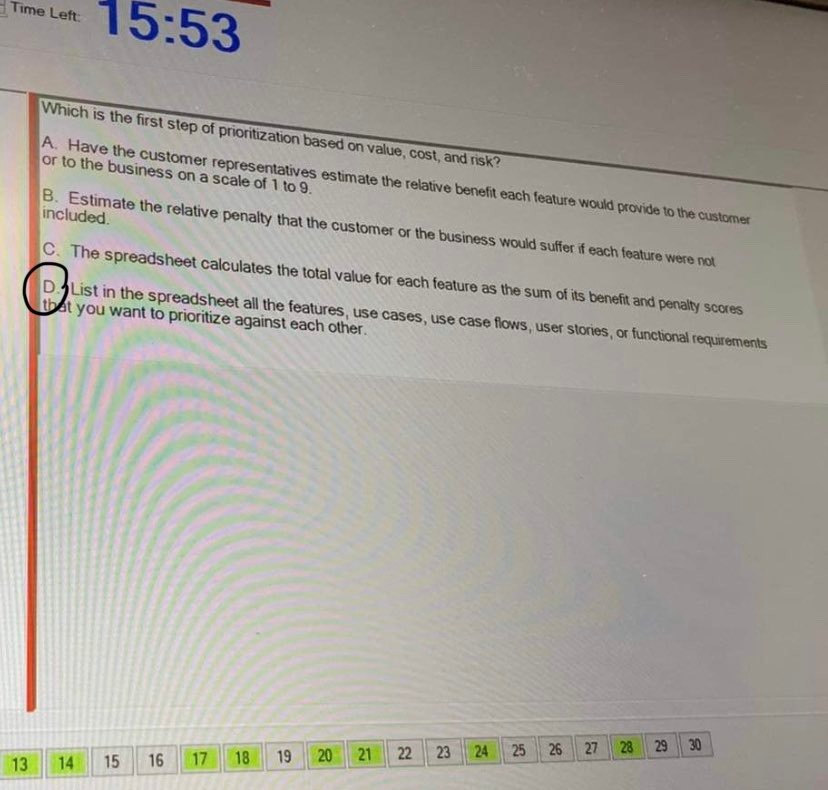 Time Left:
15:53
Which is the first step of prioritization based on value, cost, and risk?
A. Have the customer representatives estimate the relative benefit each feature would provide to the customer
or to the business on a scale of 1 to 9.
B. Estimate the relative penalty that the customer or the business would suffer if each feature were not
included.
C. The spreadsheet calculates the total value for each feature as the sum of its benefit and penalty scores
D. List in the spreadsheet all the features, use cases, use case flows, user stories, or functional requirements
that you want to prioritize against each other.
13 14 15 16 17 18 19 20 21 22 23 24 25 26 27 28 29 30